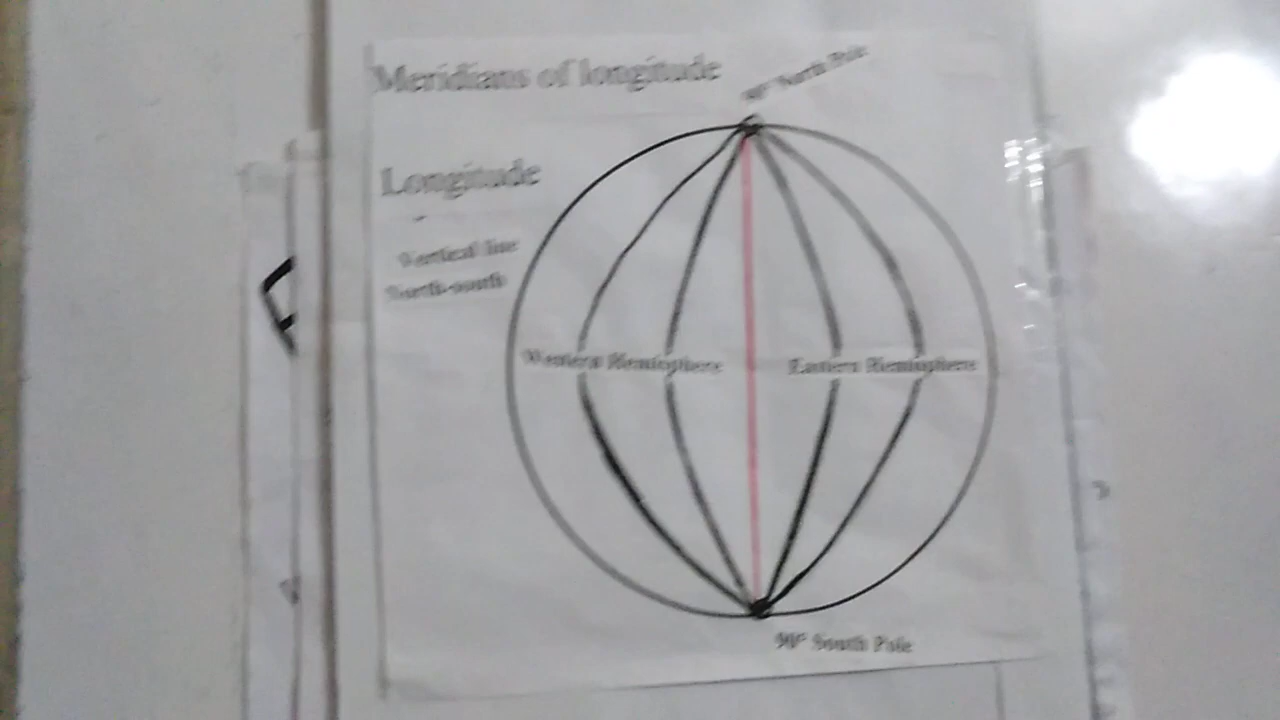 Meridians of longitude
90° North Pole
Longitude
-
Vertical line
North-south
Western Hemisphere
Eastern Hemisphere
90° South Pole